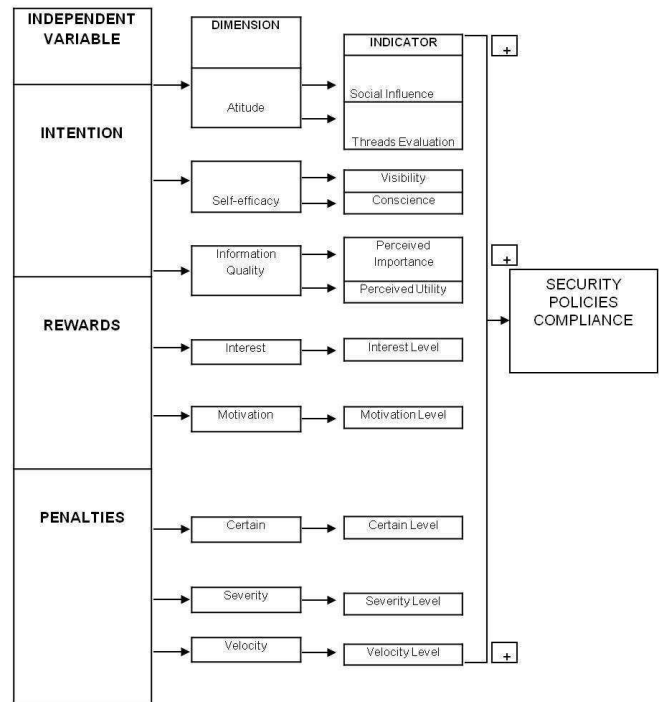 INDEPENDENT
VARIABLE
DIMENSION
INDICATOR
+
INTENTION
Atitude
Social Influence
Threads Evaluation
Self-efficacy
Visibility
Conscience
Information
Quality
Perceived
Importance
Perceived Utility
+
SECURITY
POLICIES
COMPLIANCE
REWARDS
Interest
Interest Level
Motivation
Motivation Level
PENALTIES
Certain
Certain Level
Severity
Severity Level
Velocity
Velocity Level
+